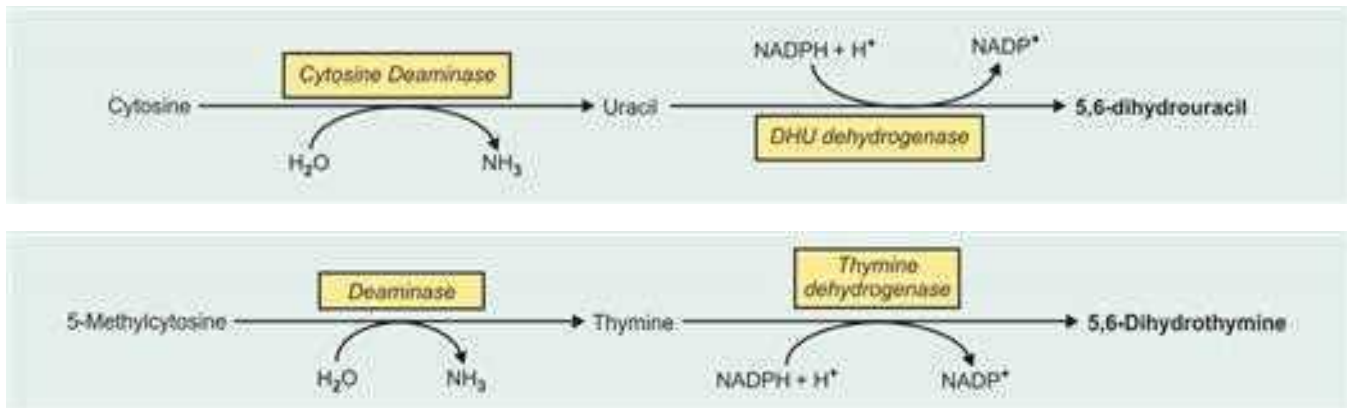 NADPH + H⁺ NADP⁺
Cytosine Deaminase
Cytosine Uracil 5,6-dihydrouracil
DHU dehydrogenase
H₂O NH₃
Thymine
dehydrogenase
Deaminase
5-Methylcytosine Thymine 5,6-Dihydrothymine
H₂O NH₃ NADPH + H⁺ NADP⁺